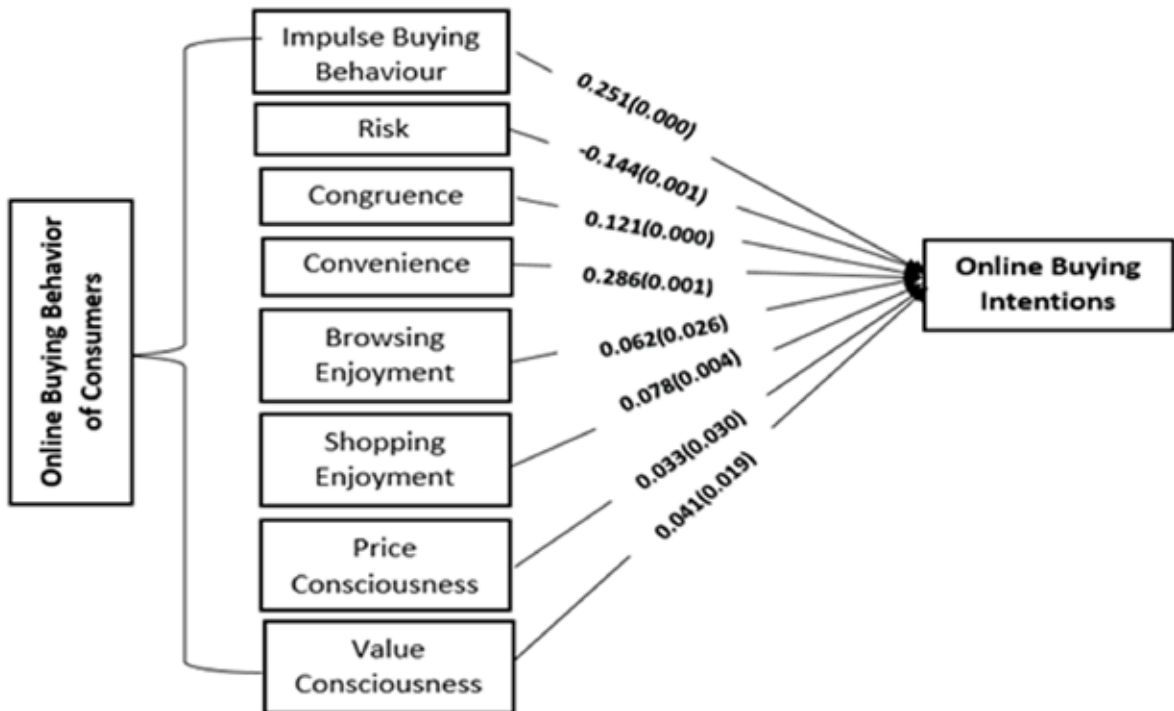 Online Buying Behavior
of Consumers
Impulse Buying
Behaviour
Risk
Congruence
Convenience
Browsing
Enjoyment
Shopping
Enjoyment
Price
Consciousness
Value
Consciousness
0.251(0.000)
-0.144(0.001)
0.121(0.000)
0.286(0.001)
0.062(0.026)
0.078(0.004)
0.033(0.030)
0.041(0.019)
Online Buying
Intentions